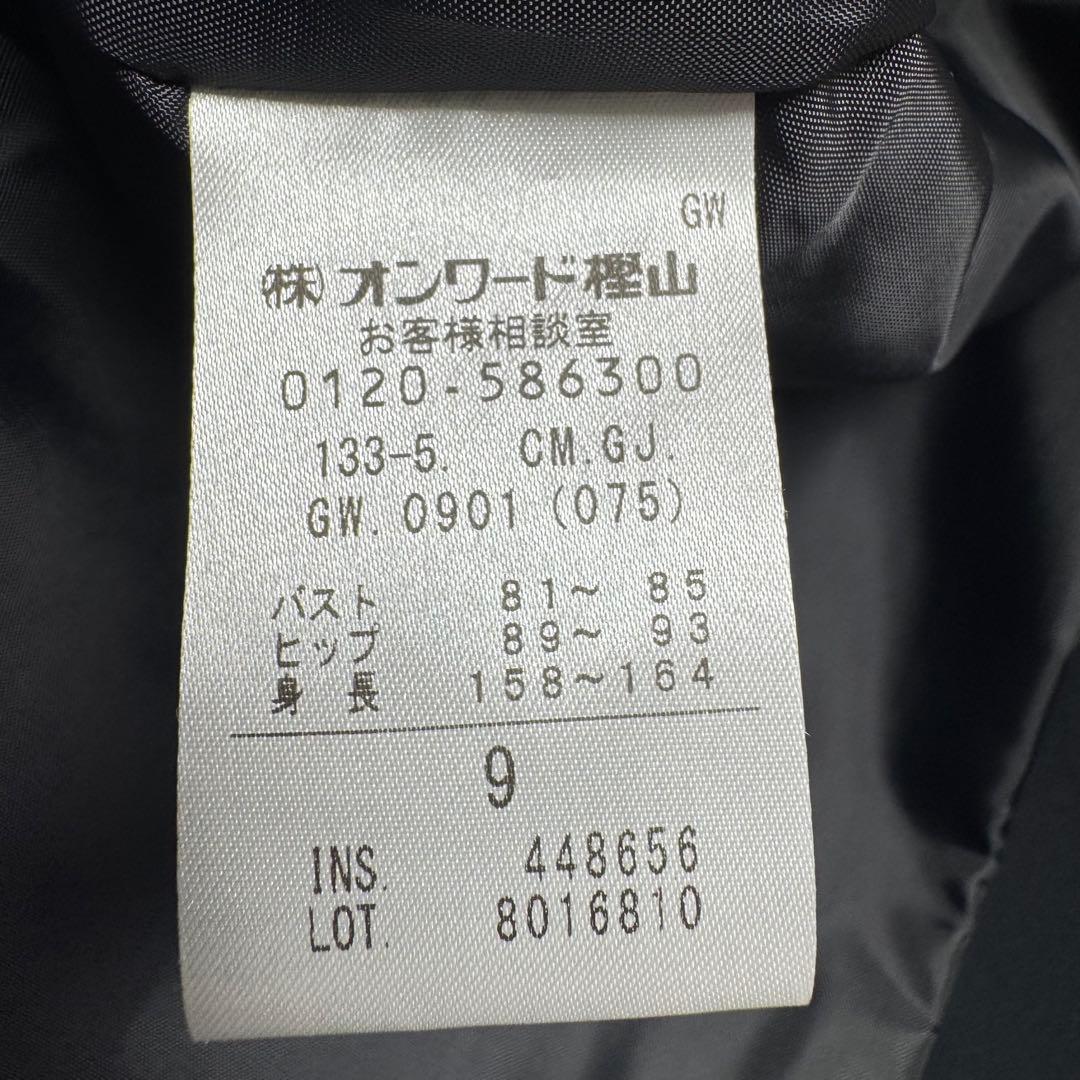 GW
(株)オンワード樫山
お客様相談室
0120-586300
133-5. CM.GJ.
GW. 0901 (075)
バスト 81~ 85
ヒップ 89~ 93
身 長 158~164
9
INS. 448656
LOT. 8016810